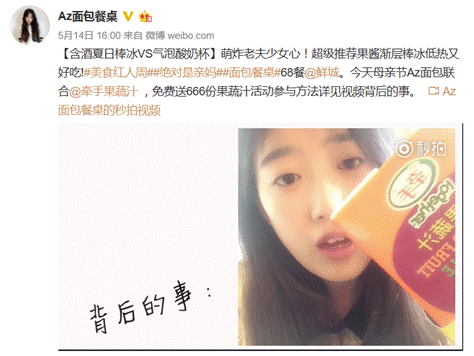 Az面包餐桌
5月14日 16:00 来自 微博 weibo.com
【含酒夏日棒冰VS气泡酸奶杯】萌炸老夫少女心！超级推荐果酱渐层棒冰低热又
好吃!#美食红人周##绝对是亲妈##面包餐桌#68餐@鲜城。今天母亲节Az面包联
合@牵手果蔬汁 ，免费送666份果蔬汁活动参与方法详见视频背后的事。 Az
面包餐桌的秒拍视频
秒拍
牵手
Together
果蔬汁
FRUIT
背后的事：